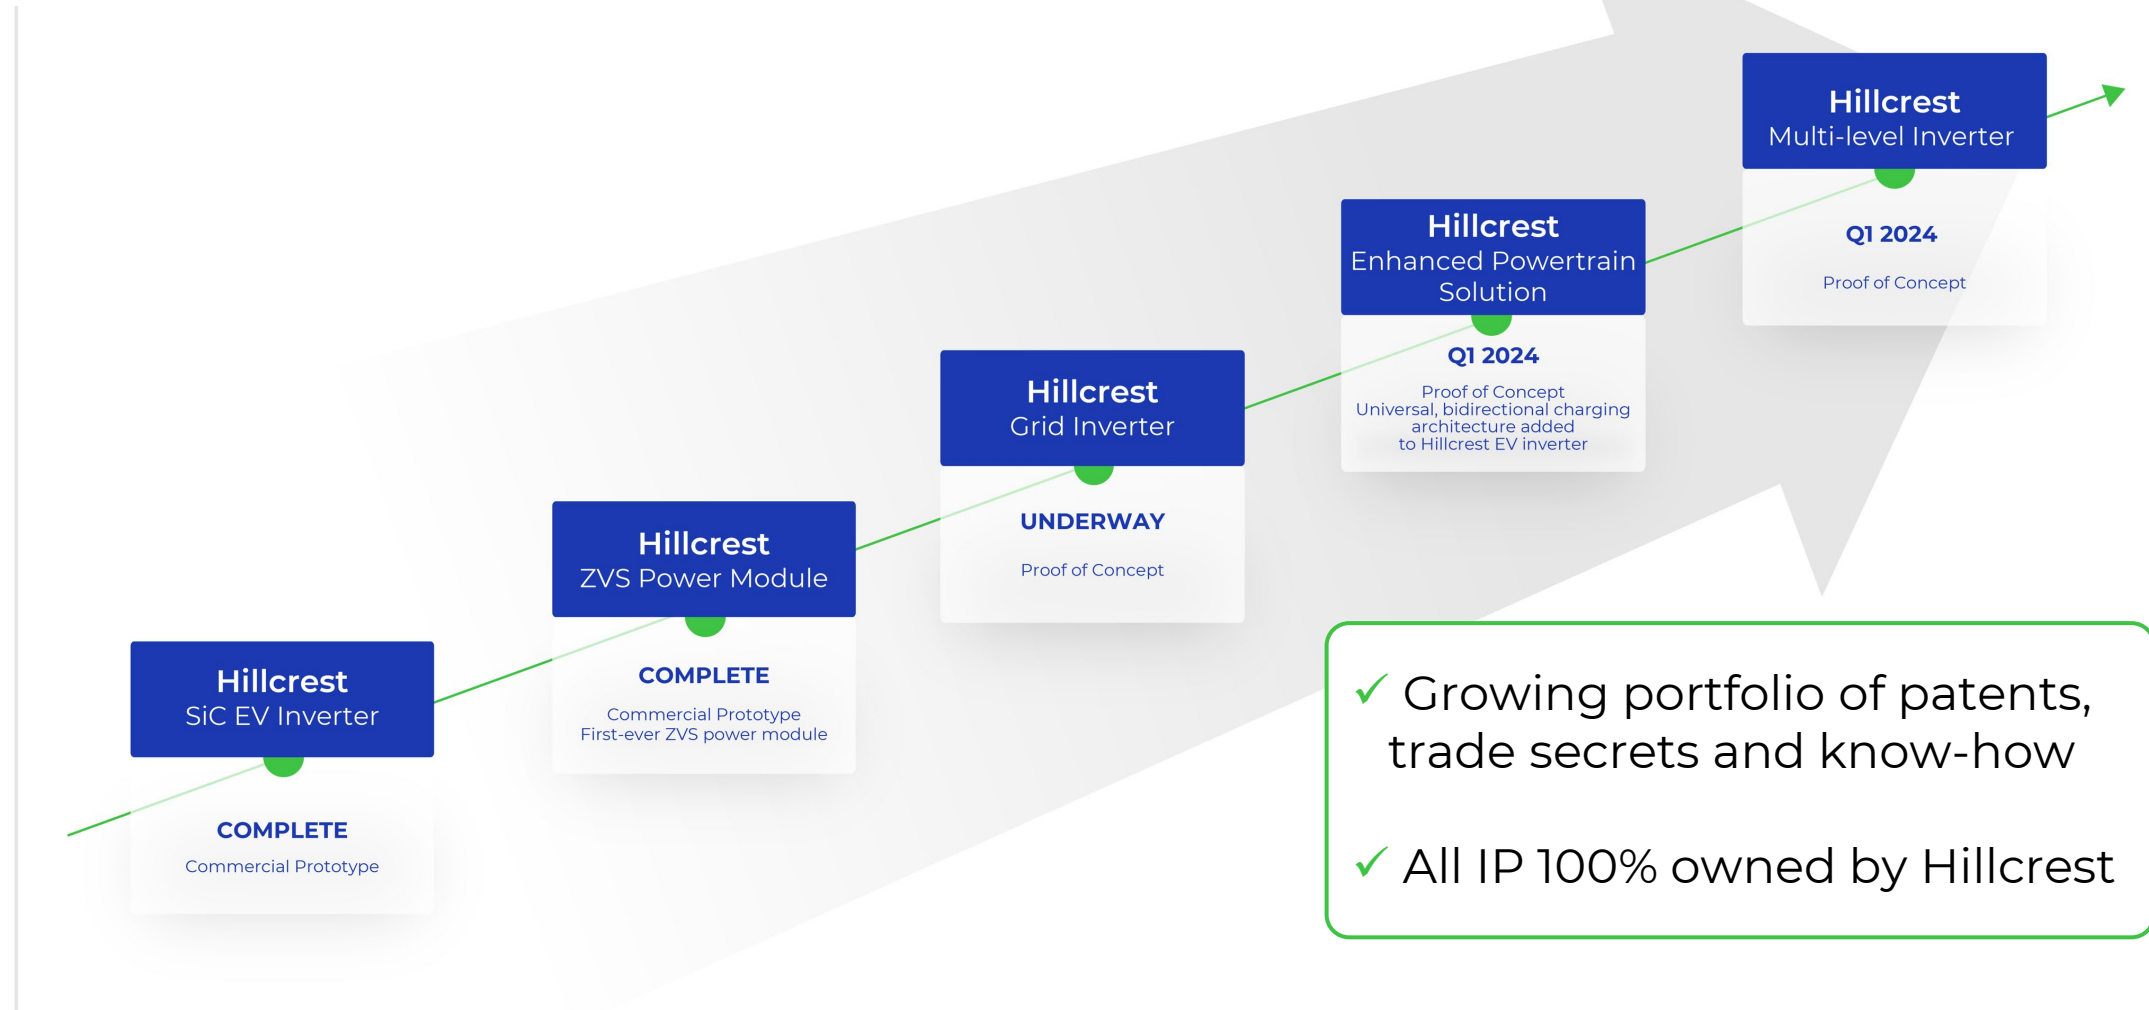 Hillcrest
SiC EV Inverter
COMPLETE
Commercial Prototype
Hillcrest
ZVS Power Module
COMPLETE
Commercial Prototype
First-ever ZVS power module
Hillcrest
Grid Inverter
UNDERWAY
Proof of Concept
Hillcrest
Enhanced Powertrain
Solution
Q1 2024
Proof of Concept
Universal, bidirectional charging
architecture added
to Hillcrest EV inverter
Hillcrest
Multi-level Inverter
Q1 2024
Proof of Concept
✓ Growing portfolio of patents,
trade secrets and know-how
✓ All IP 100% owned by Hillcrest